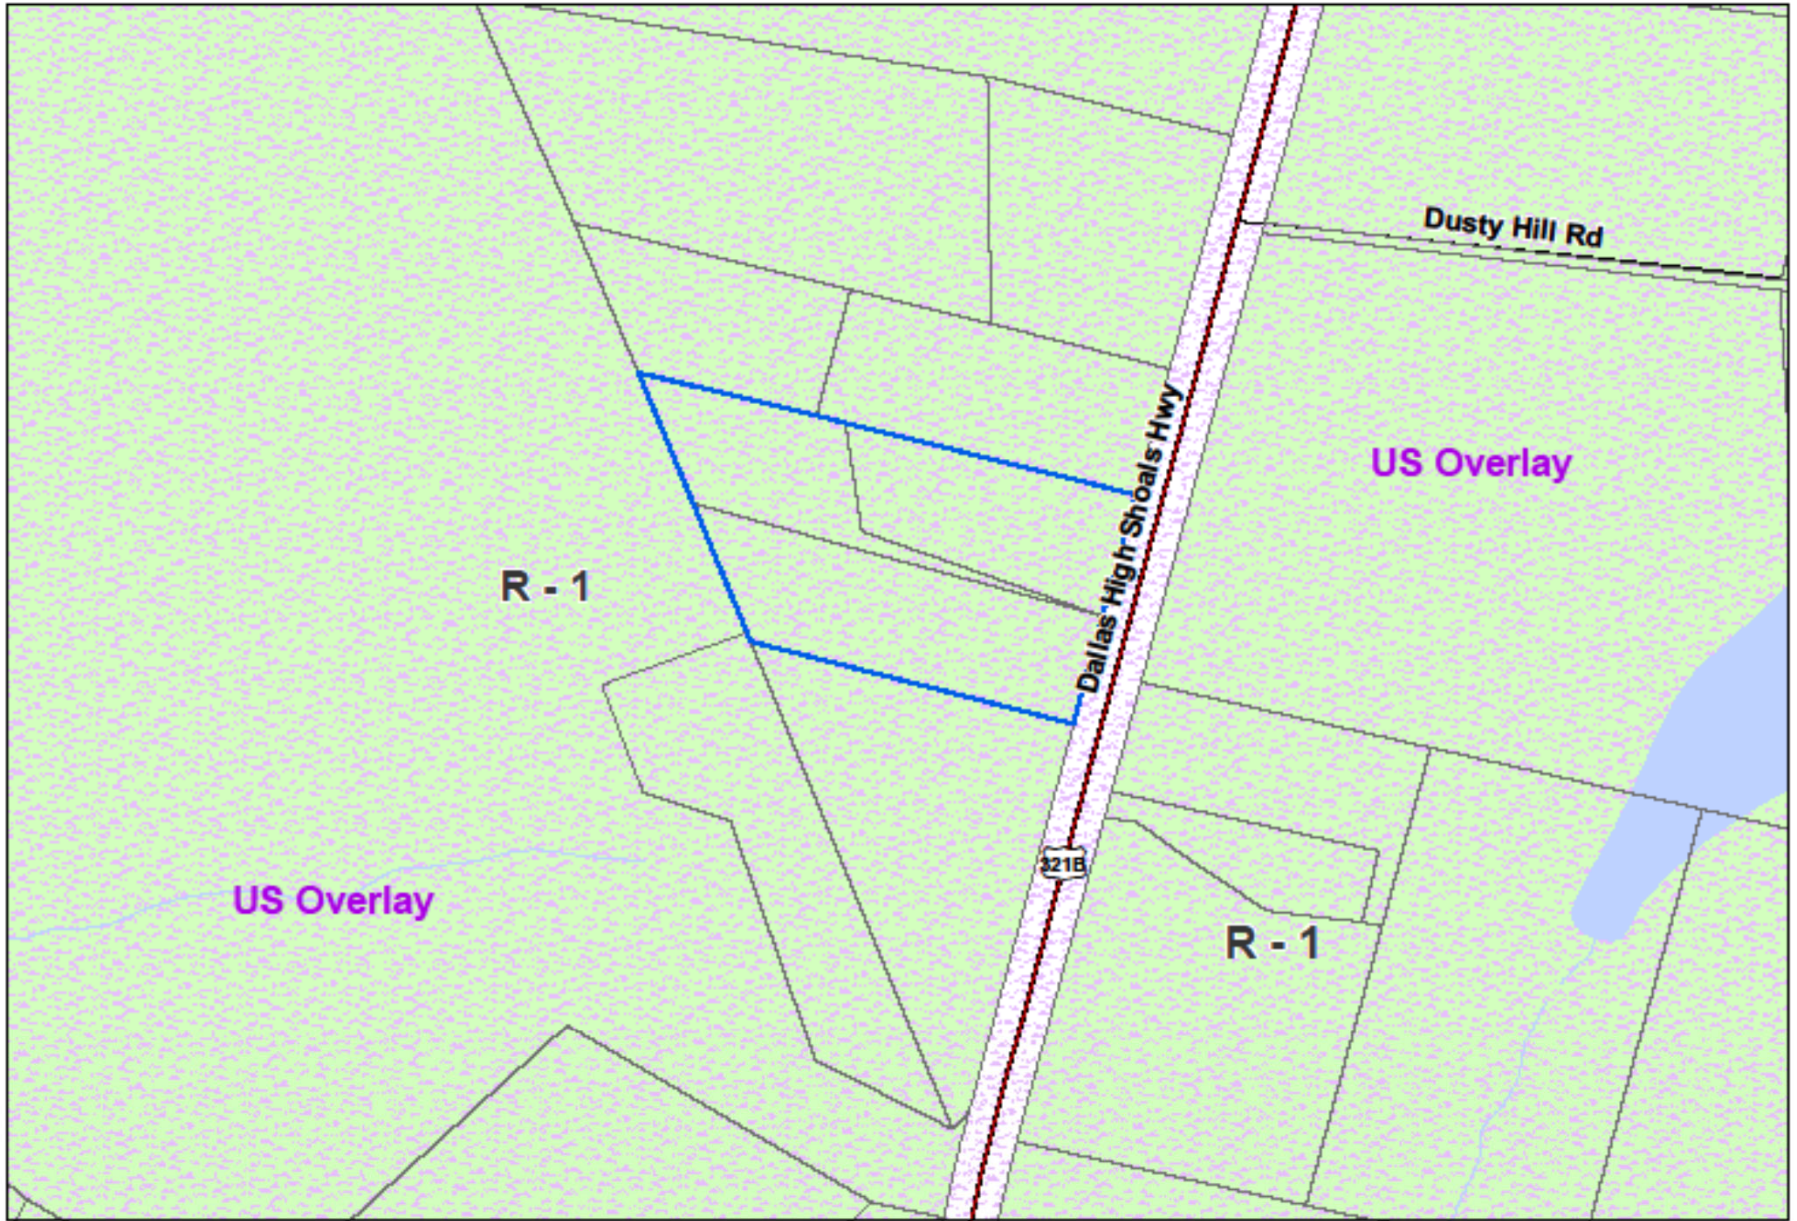 Dusty Hill Rd
Dallas High Shoals Hwy
US Overlay
R - 1
321B
US Overlay
R - 1